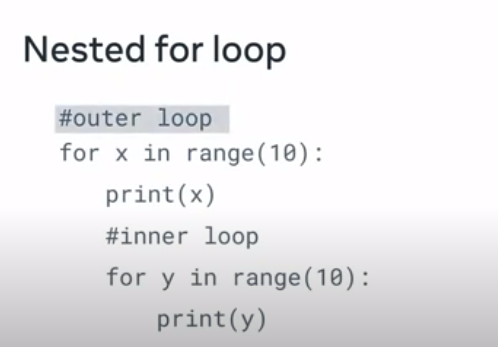 Nested for loop
#outer loop
for x in range(10):
print(x)
#inner loop
for y in range(10):
print(y)